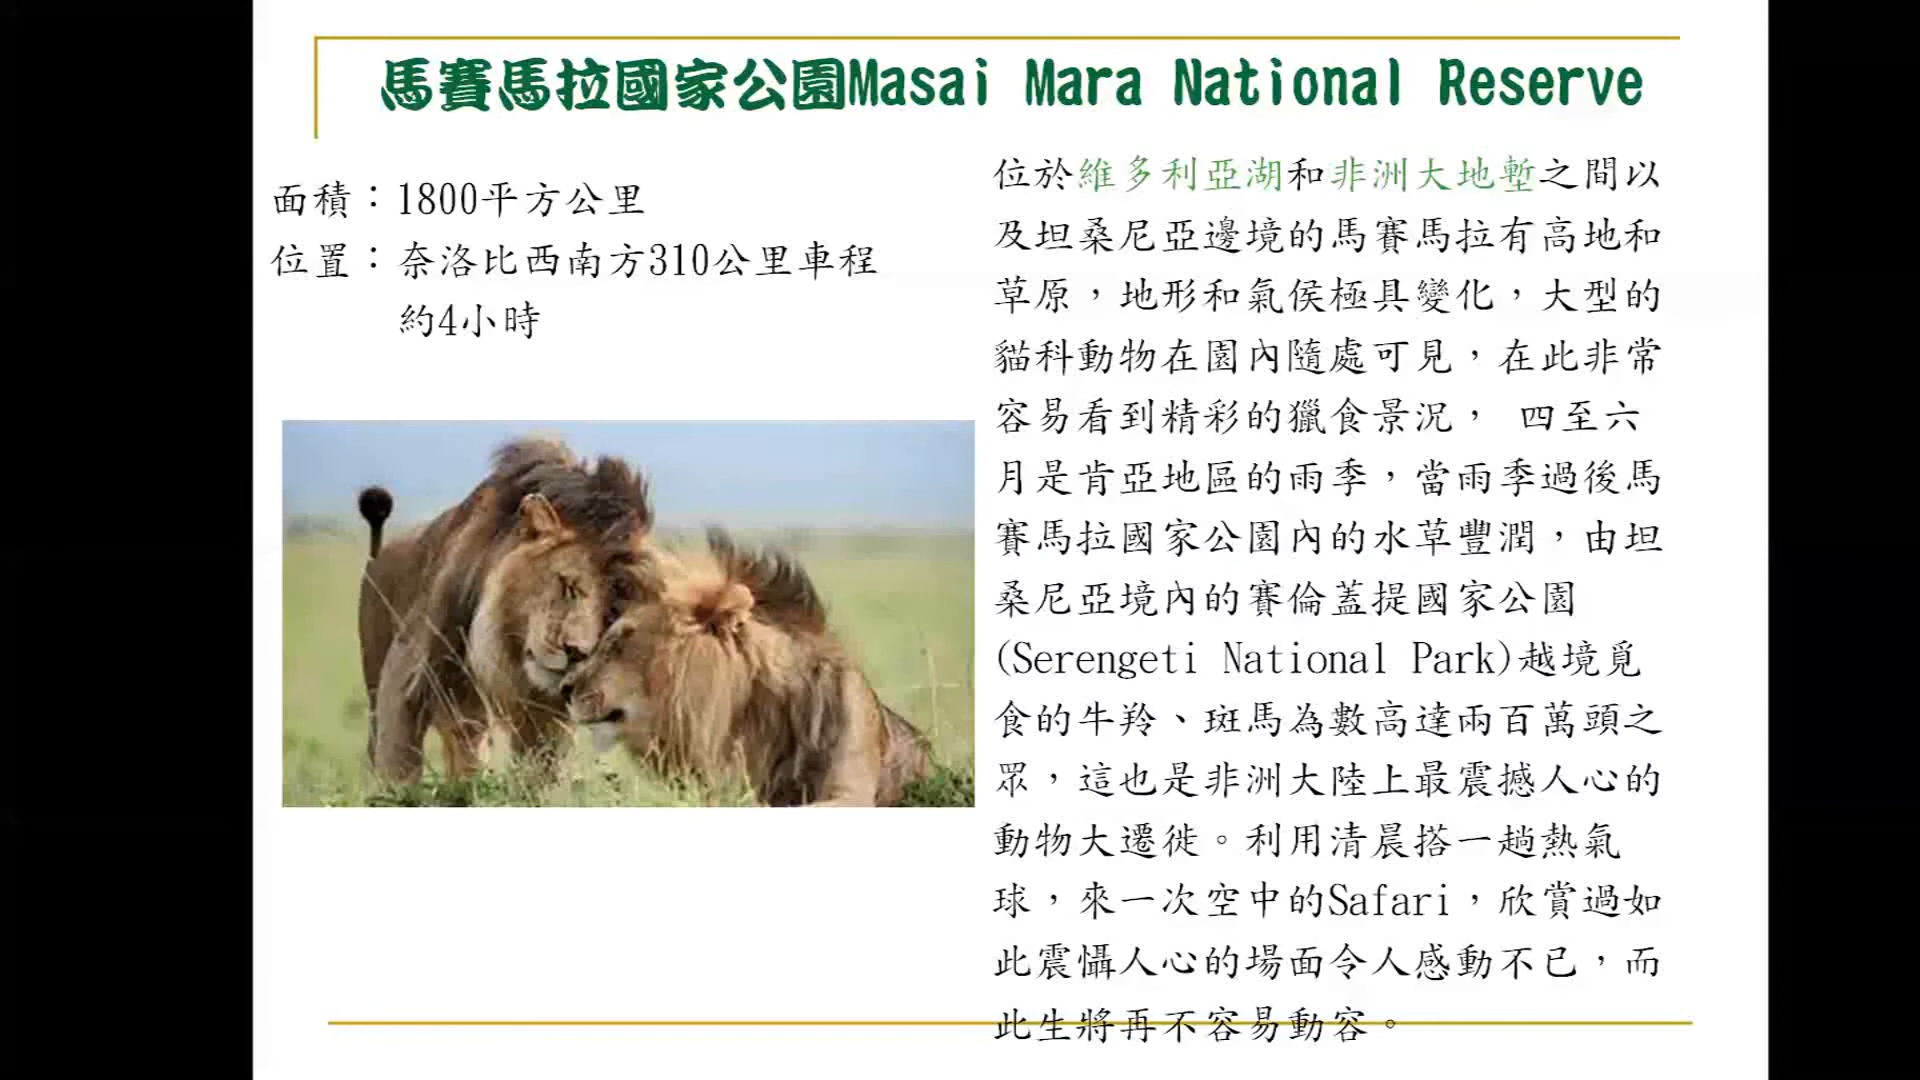 馬賽馬拉國家公園Masai Mara National Reserve
面積：1800平方公里
位置：奈洛比西南方310公里車程
約4小時
位於維多利亞湖和非洲大地塹之間以
及坦桑尼亞邊境的馬賽馬拉有高地和
草原，地形和氣侯極具變化，大型的
貓科動物在園內隨處可見，在此非常
容易看到精彩的獵食景況， 四至六
月是肯亞地區的雨季，當雨季過後馬
賽馬拉國家公園內的水草豐潤，由坦
桑尼亞境內的賽倫蓋提國家公園
(Serengeti National Park)越境覓
食的牛羚、斑馬為數高達兩百萬頭之
眾，這也是非洲大陸上最震撼人心的
動物大遷徙。利用清晨搭一趟熱氣
球，來一次空中的Safari，欣賞過如
此震懾人心的場面令人感動不已，而
此生將再不容易動容。